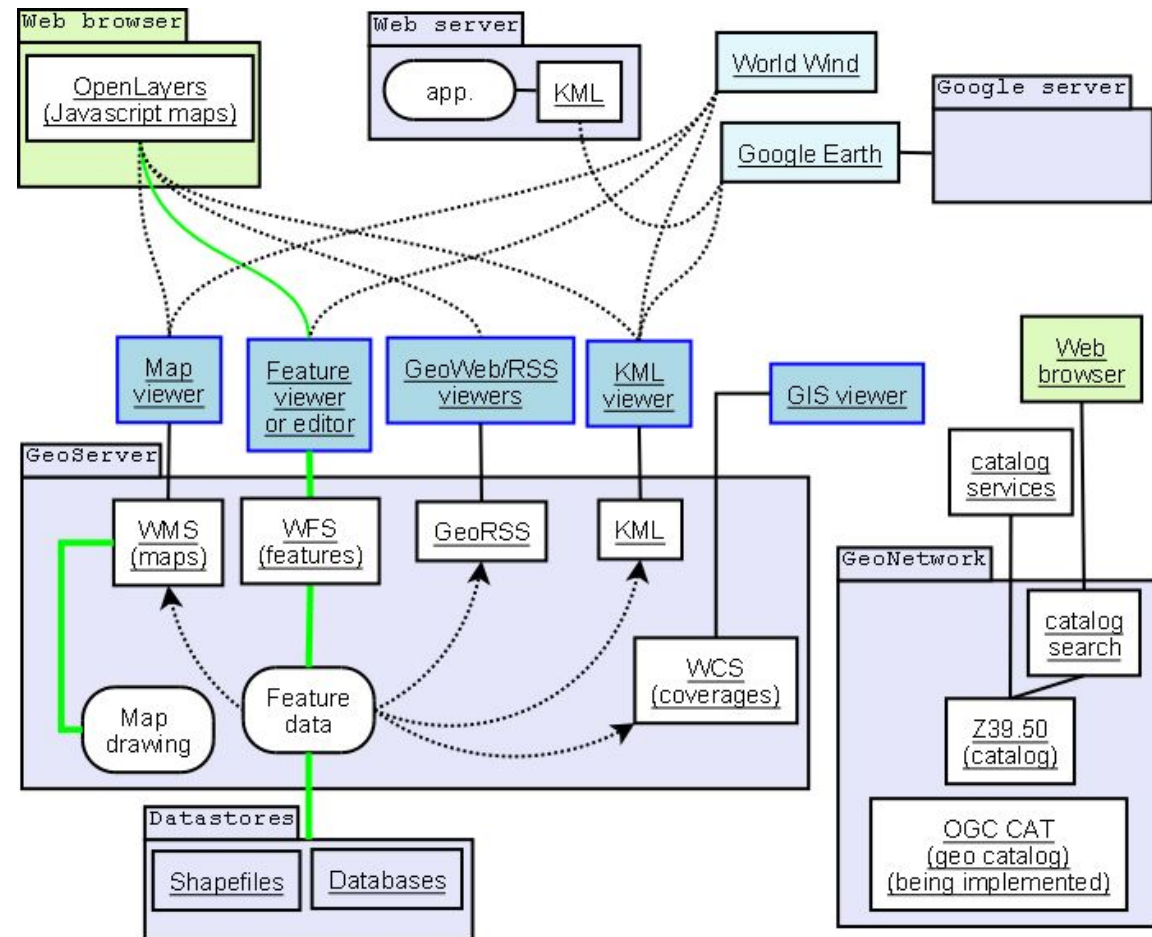 Web browser
OpenLayers
(Javascript maps)
Web server
app.
KML
World Wind
Google Earth
Google server
Map
viewer
Feature
viewer
or editor
GeoWeb/RSS
viewers
KML
viewer
GIS viewer
Web
browser
GeoServer
WMS
(maps)
WFS
(features)
GeoRSS
KML
catalog
services
GeoNetwork
catalog
search
Map
drawing
Feature
data
WCS
(coverages)
Z39.50
(catalog)
OGC CAT
(geo catalog)
(being implemented)
Datastores
Shapefiles
Databases